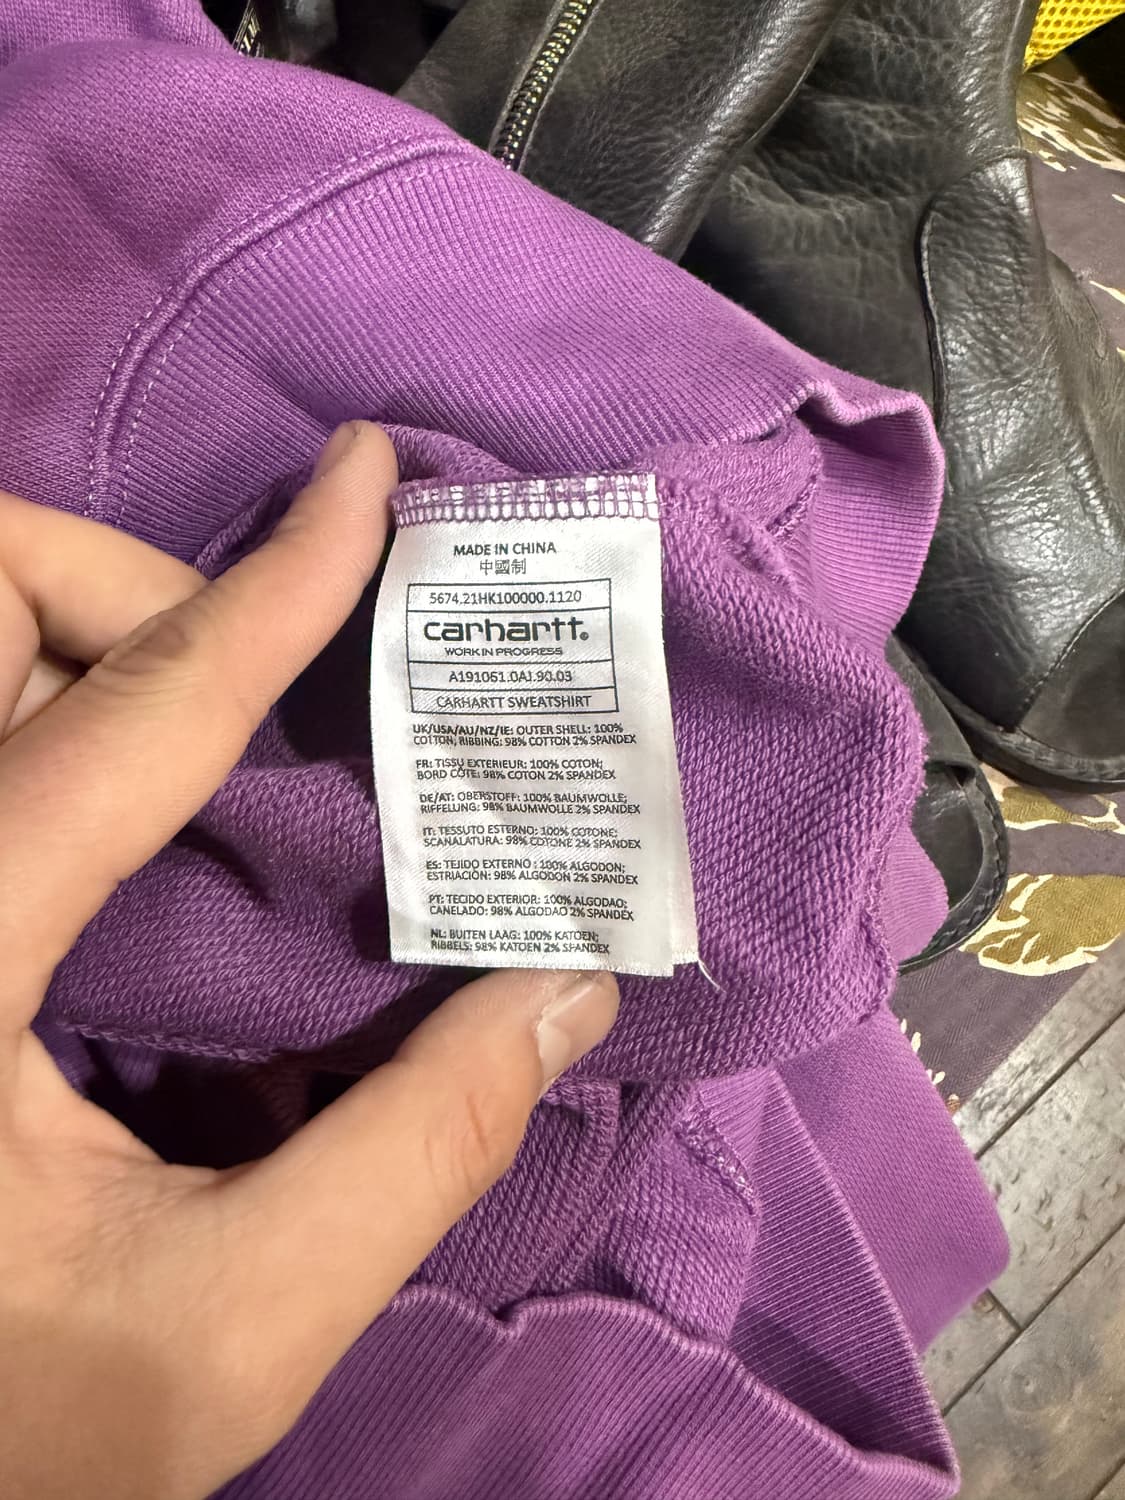 MADE IN CHINA
中國制
5674.21HK100000.1120
carhartt®
WORK IN PROGRESS
A191061.0AJ.90.03
CARHARTT SWEATSHIRT
UK/USA/AU/NZ/IE: OUTER SHELL: 100%
COTTON, RIBBING: 98% COTTON 2% SPANDEX
FR: TISSU EXTERIEUR: 100% COTON;
BORD CÔTE: 98% COTON 2% SPANDEX
DE/AT: OBERSTOFF: 100% BAUMWOLLE;
RIFFELUNG: 98% BAUMWOLLE 2% SPANDEX
IT: TESSUTO ESTERNO: 100% COTONE;
SCANALATURA: 98% COTONE 2% SPANDEX
ES: TEJIDO EXTERNO : 100% ALGODON;
ESTRIACIÓN: 98% ALGODON 2% SPANDEX
PT: TECIDO EXTERIOR: 100% ALGODAO;
CANELADO: 98% ALGODAO 2% SPANDEX
NL: BUITEN LAAG: 100% KATOEN;
RIBBELS: 98% KATOEN 2% SPANDEX